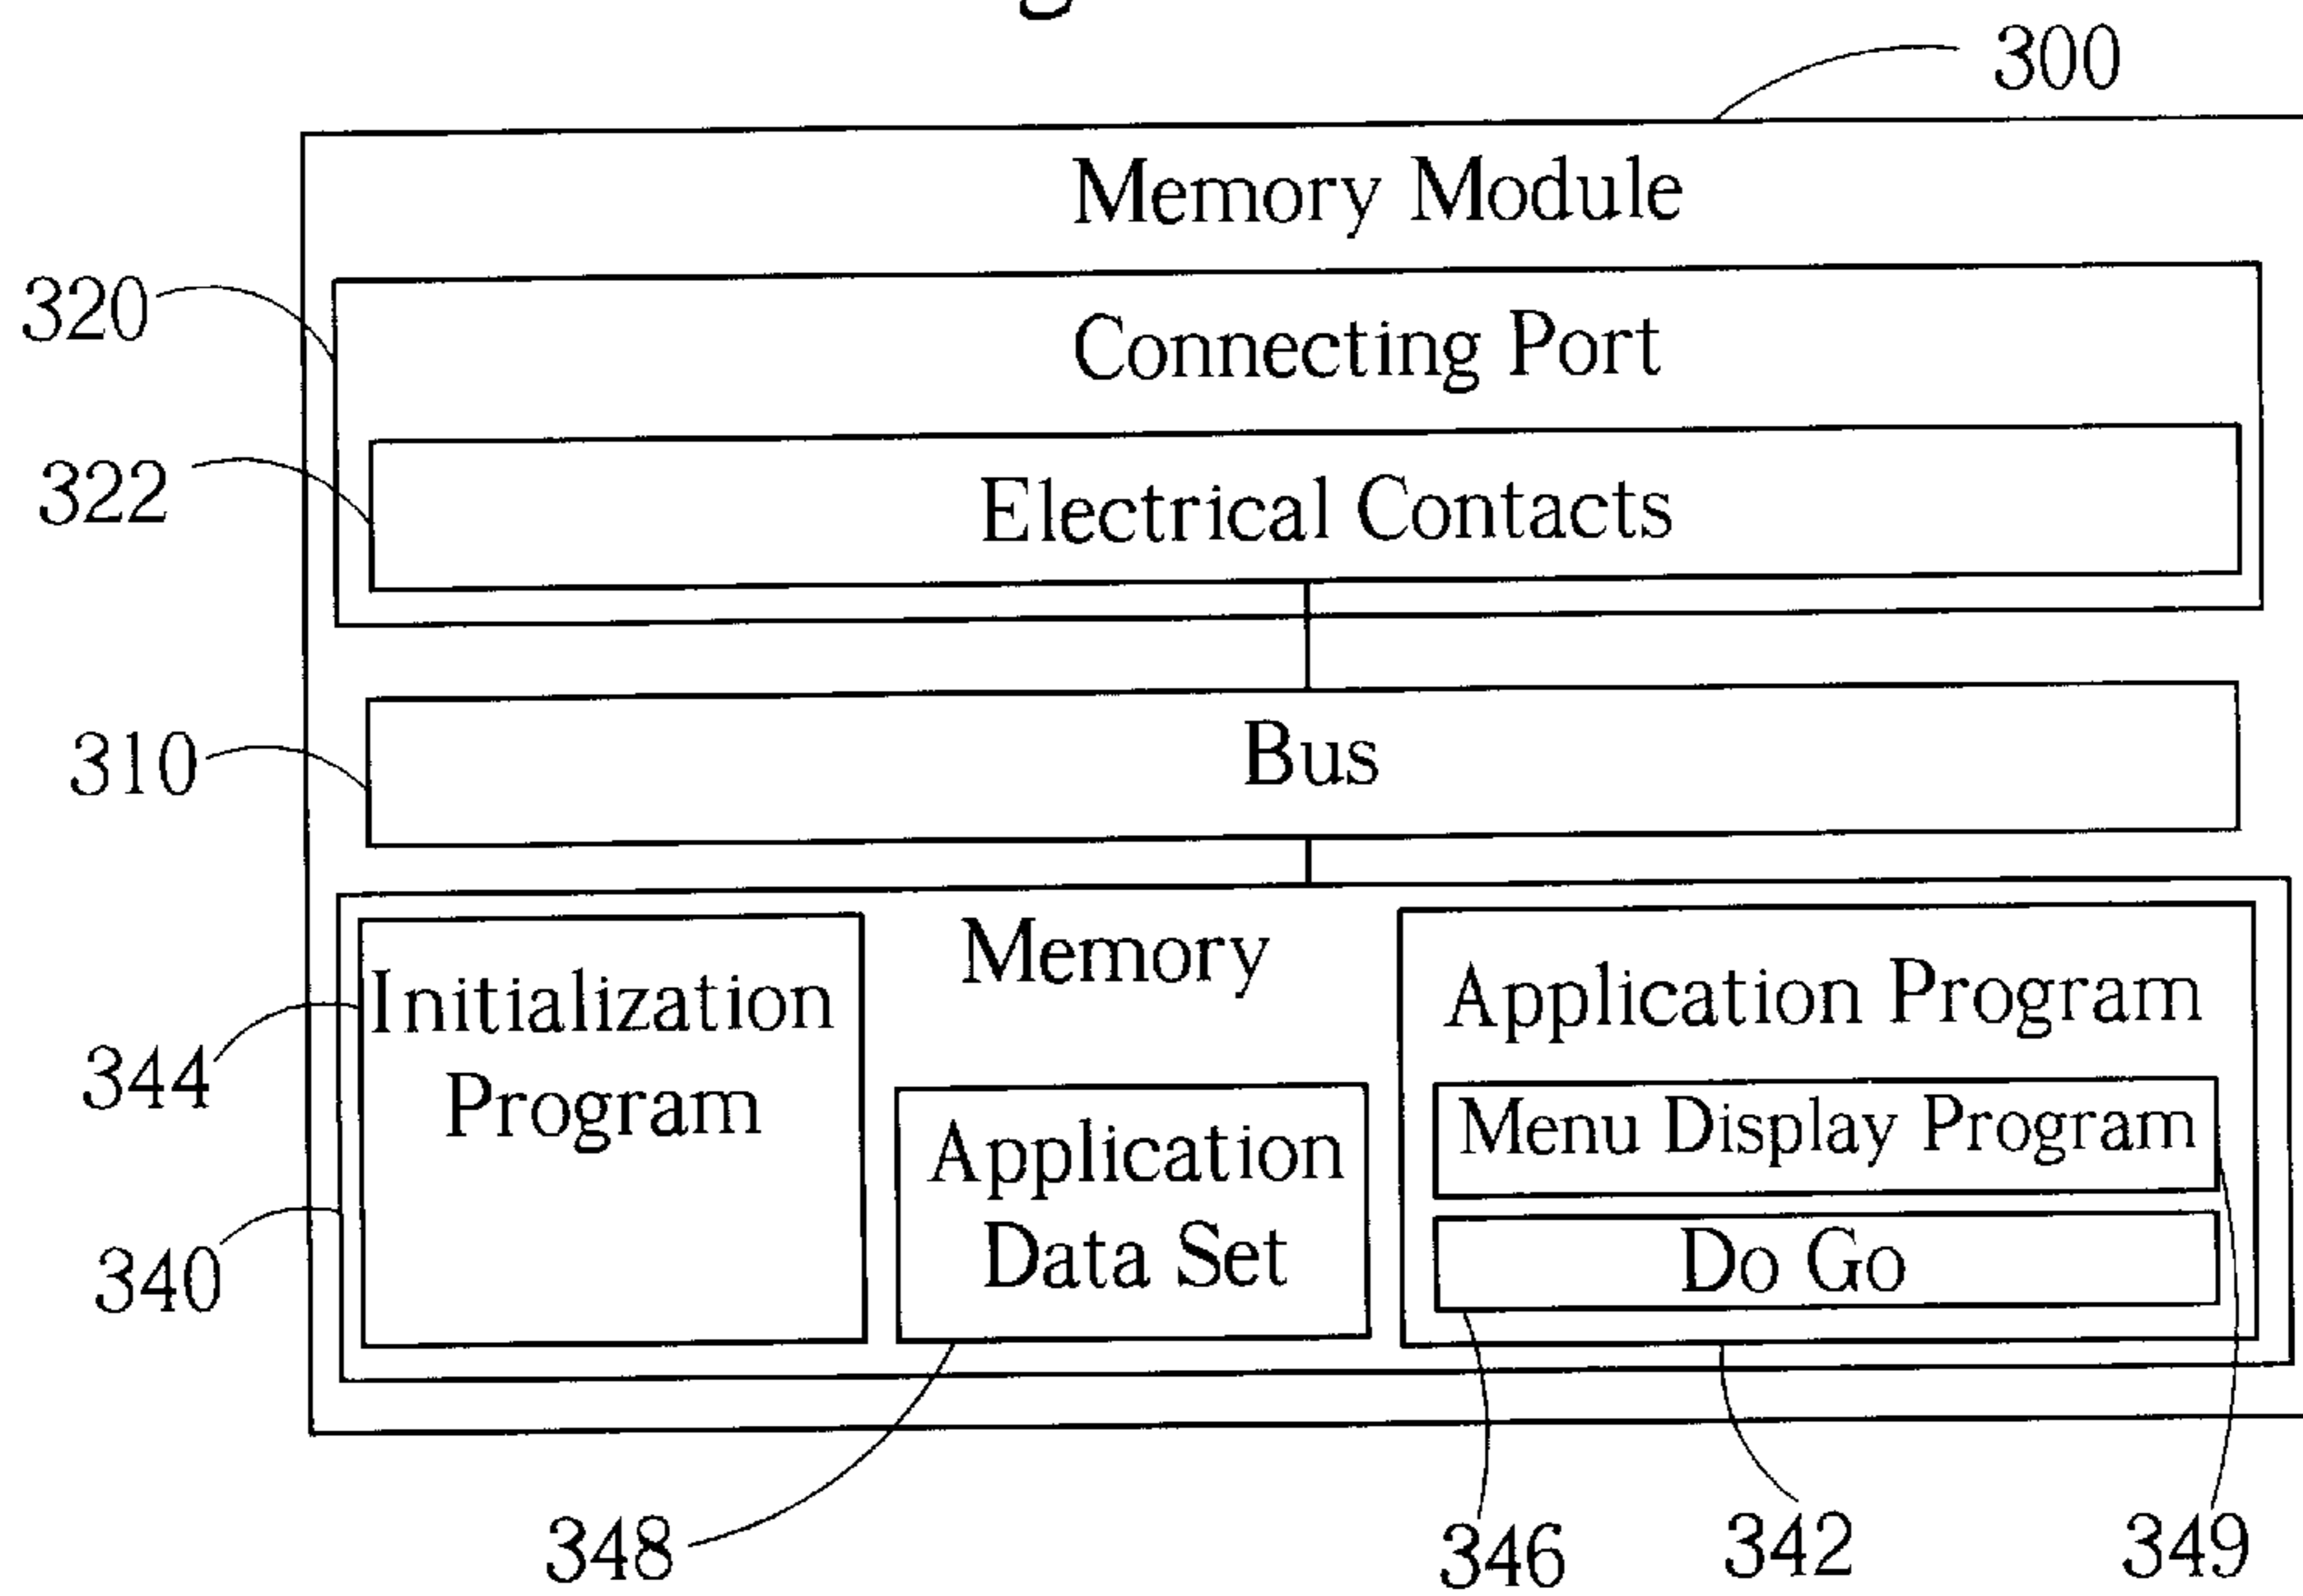 300
Memory Module
320
Connecting Port
322
Electrical Contacts
310
Bus
Memory
344
Initialization
Program
340
Application
Data Set
Application Program
Menu Display Program
Do Go
348
346
342
349